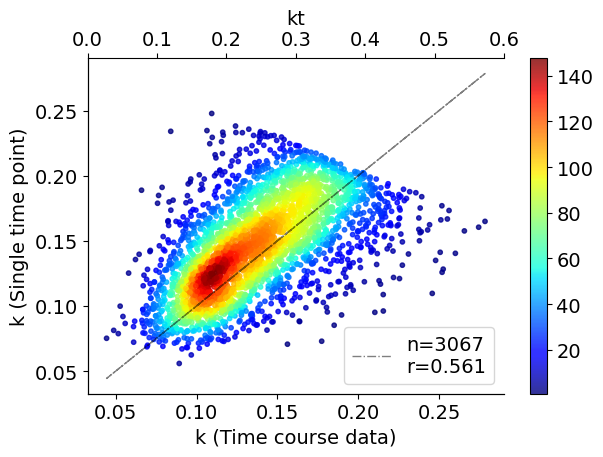 kt
0.0 0.1 0.2 0.3 0.4 0.5 0.6
k (Single time point)
0.25
0.20
0.15
0.10
0.05
140
120
100
80
60
40
20
n=3067
r=0.561
0.05 0.10 0.15 0.20 0.25
k (Time course data)